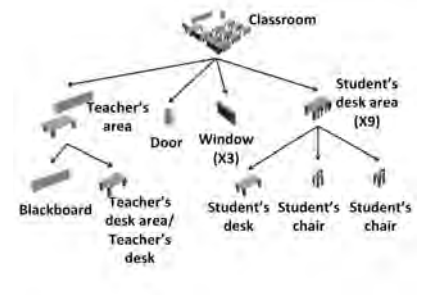 Classroom
Teacher's
area
Door
Window
(X3)
Student's
desk area
(X9)
Blackboard
Teacher's
desk area/
Teacher's
desk
Student's
desk
Student's
chair
Student's
chair